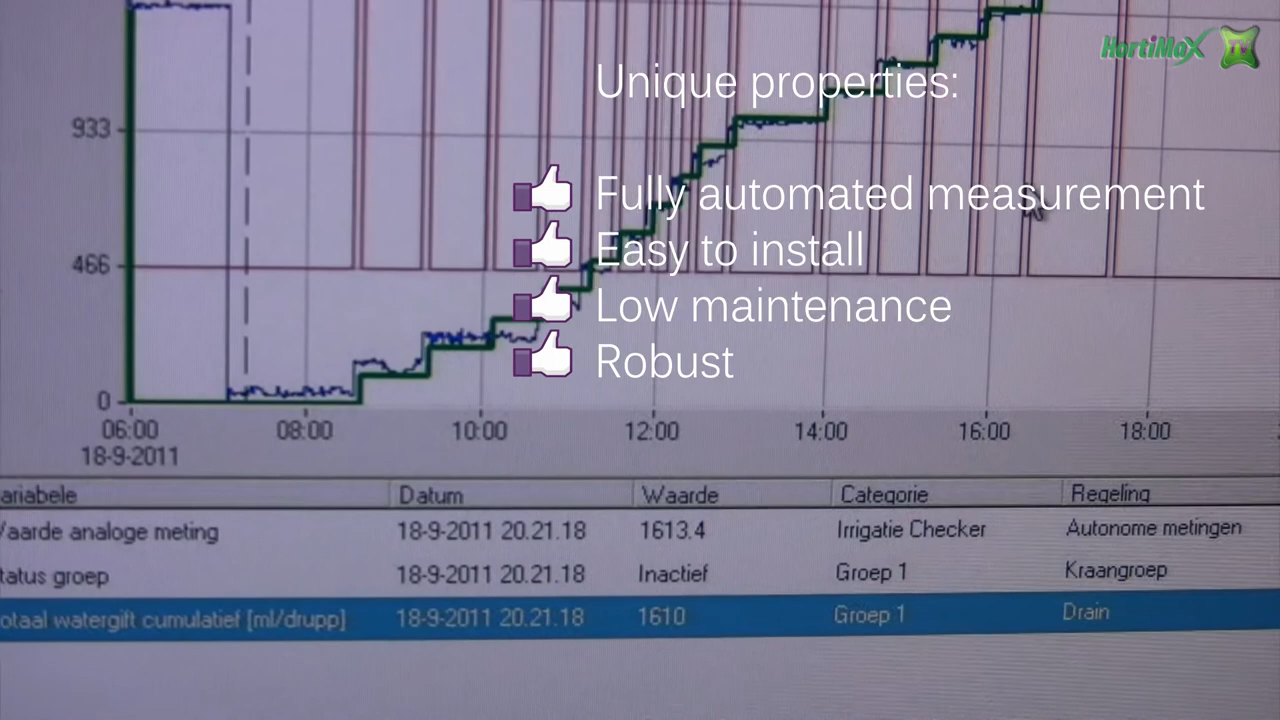 HortiMaX TV
Unique properties:
Fully automated measurement
Easy to install
Low maintenance
Robust
933
466
0
06:00 08:00 10:00 12:00 14:00 16:00 18:00
18-9-2011
ariabele Datum Waarde Categorie Regeling
aarde analoge meting 18-9-2011 20.21.18 1613.4 Irrigatie Checker Autonome metingen
tatus groep 18-9-2011 20.21.18 Inactief Groep 1 Kraangroep
otaal watergift cumulatief [ml/drupp] 18-9-2011 20.21.18 1610 Groep 1 Drain